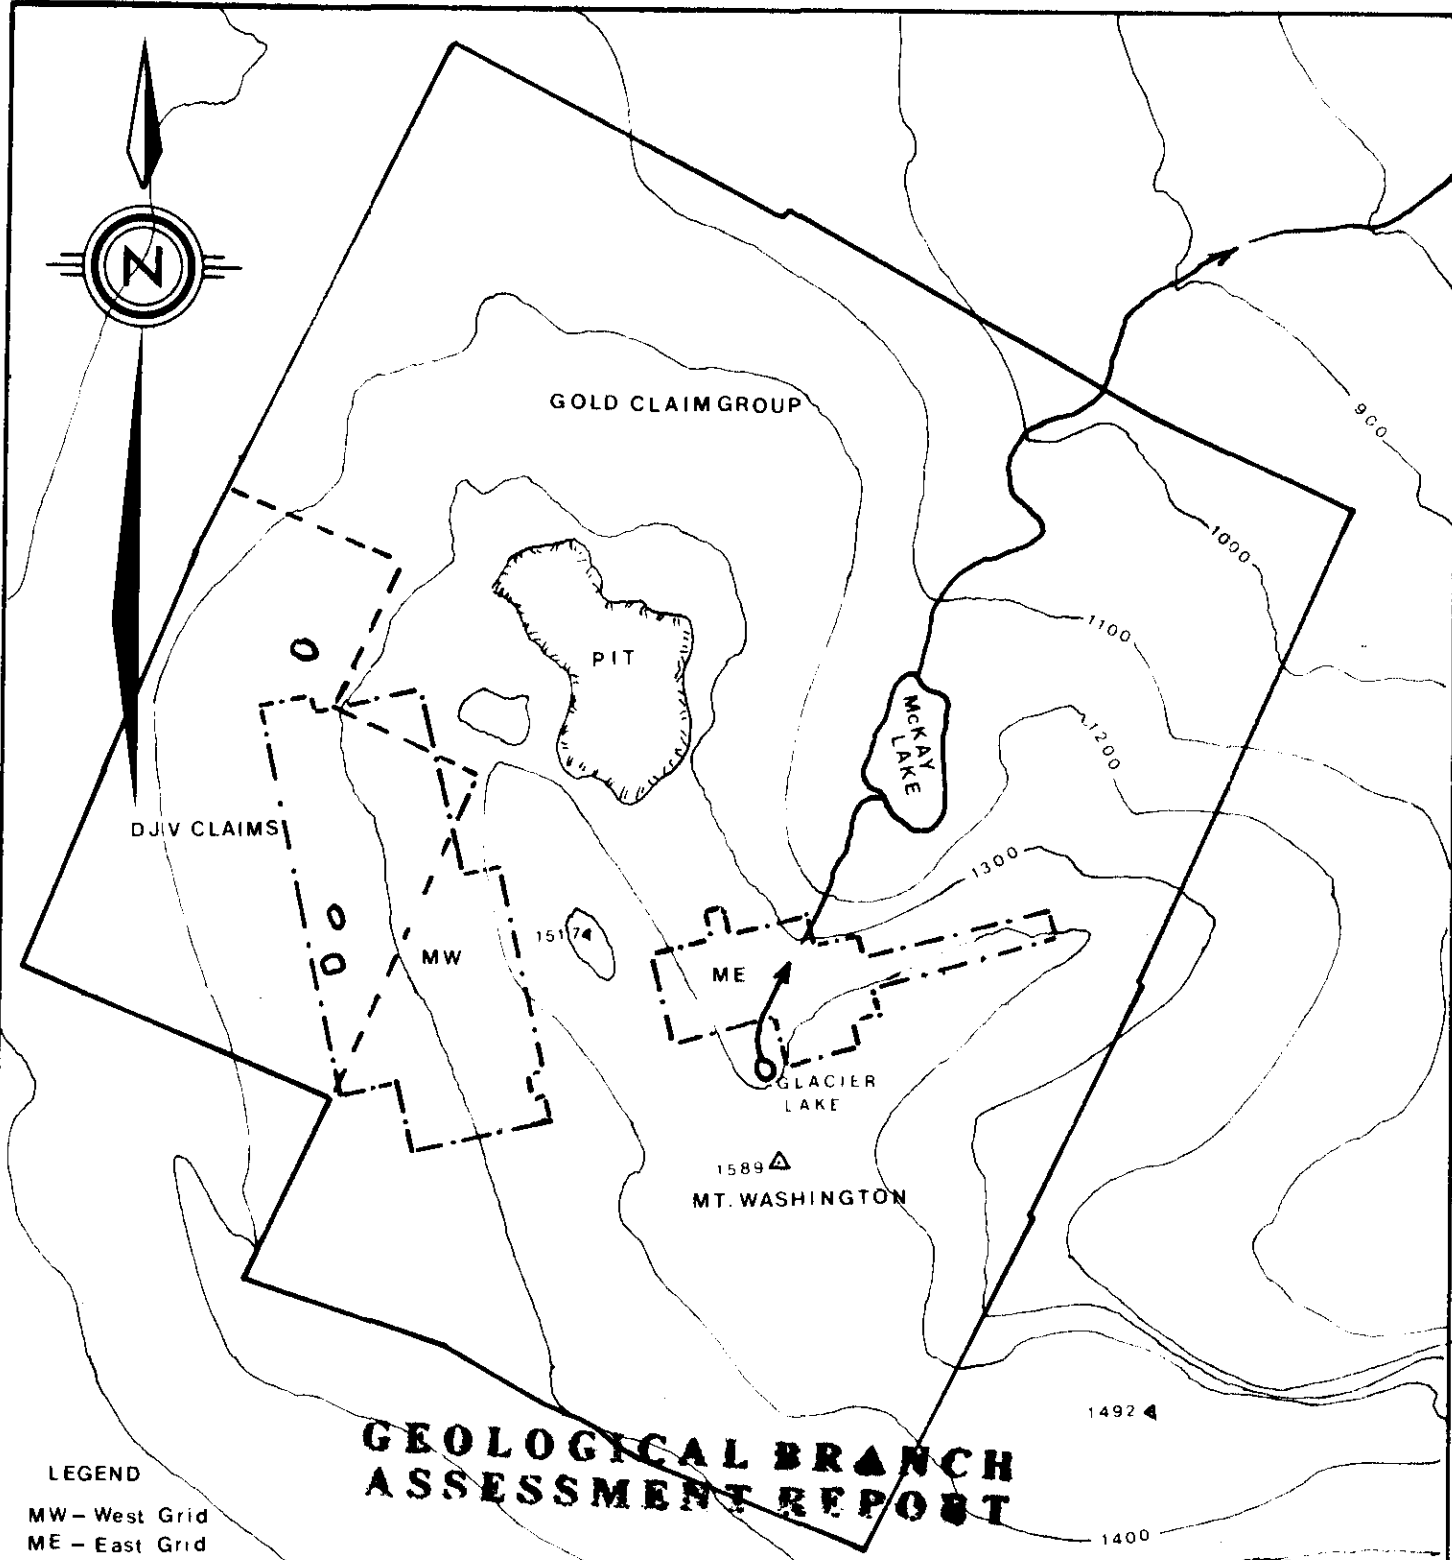 N
GOLD CLAIM GROUP
900
1000
PIT
1100
McKAY
LAKE
1200
DJV CLAIMS
1300
1517
MW
ME
GLACIER
LAKE
1589
MT. WASHINGTON
1492
GEOLOGICAL BRANCH
ASSESSMENT REPORT
1400
LEGEND
MW – West Grid
ME – East Grid